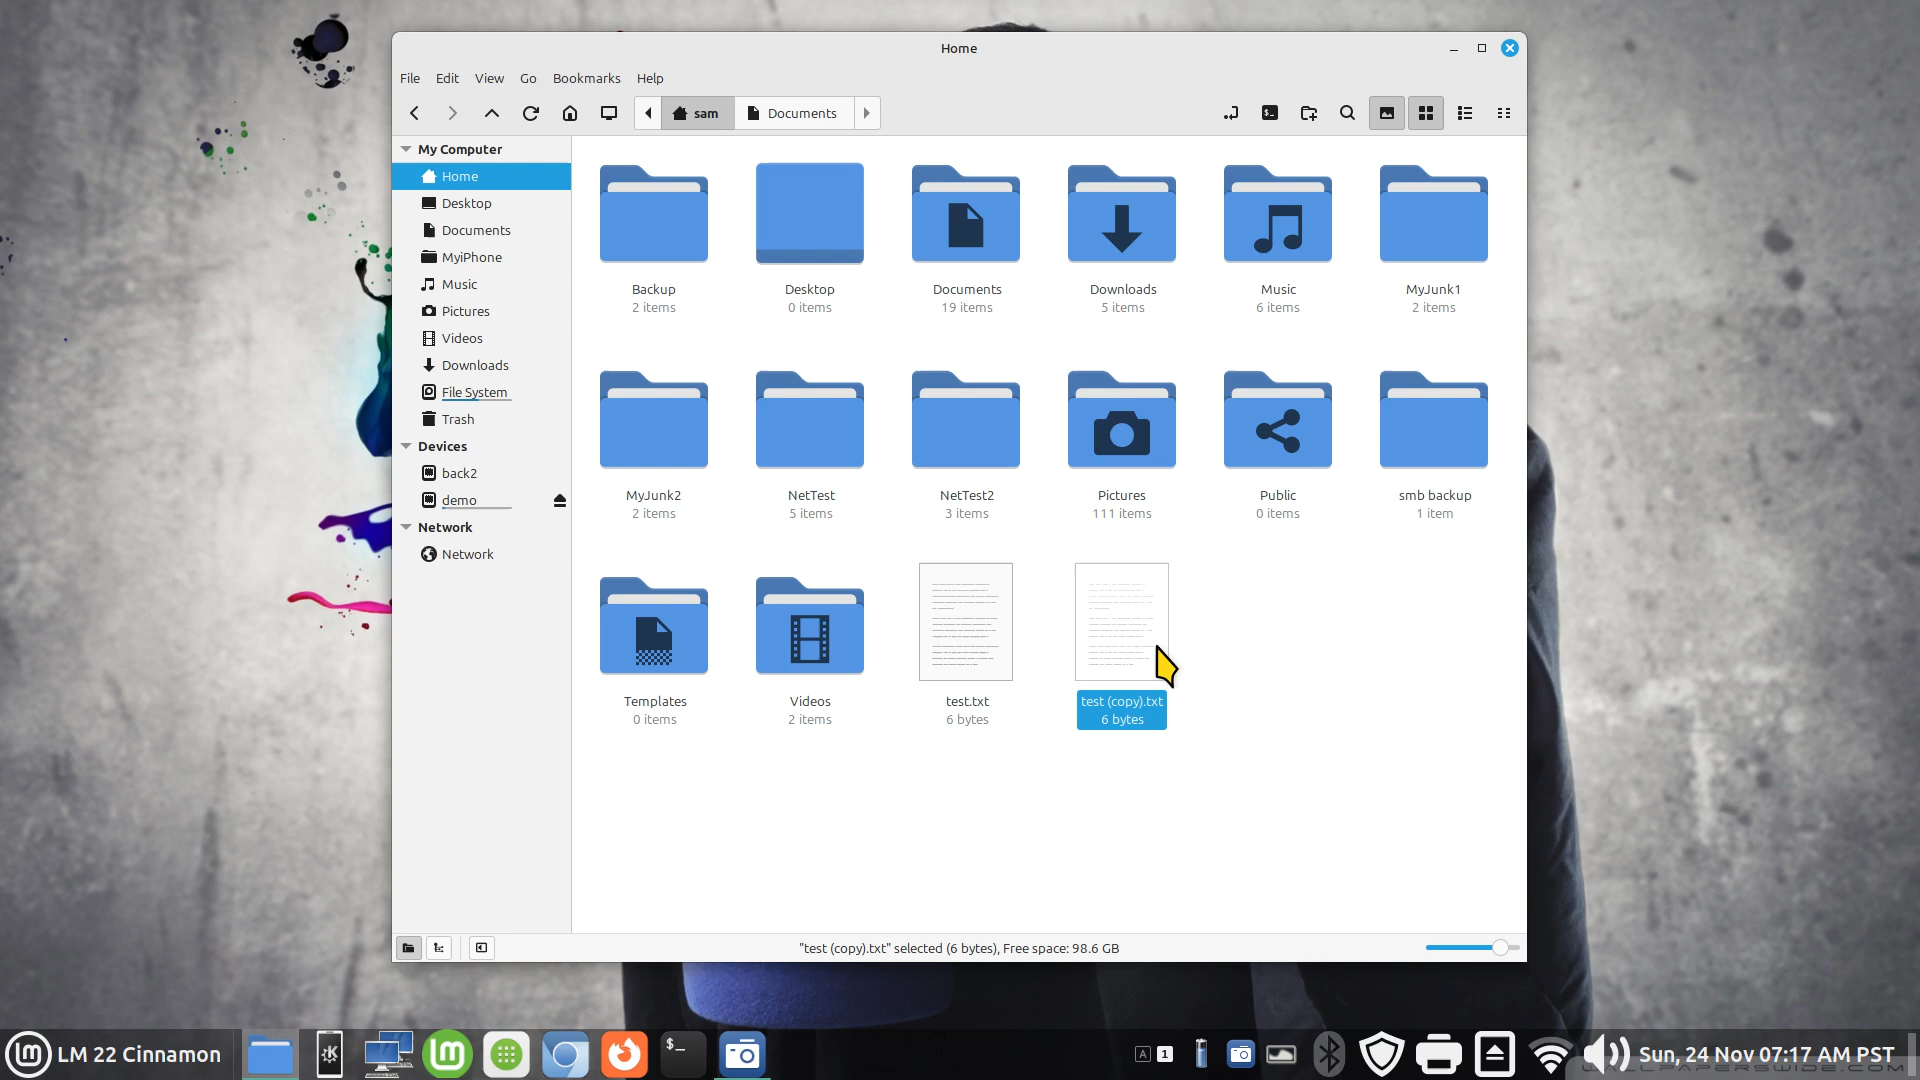 Home
File Edit View Go Bookmarks Help
sam Documents
My Computer
Home
Desktop
Documents
MyiPhone
Music
Pictures
Videos
Downloads
File System
Trash
Devices
back2
demo
Network
Network
Backup Desktop Documents Downloads Music MyJunk1
2 items 0 items 19 items 5 items 6 items 2 items
MyJunk2 NetTest NetTest2 Pictures Public smb backup
2 items 5 items 3 items 111 items 0 items 1 item
Templates Videos test.txt test (copy).txt
0 items 2 items 6 bytes 6 bytes
"test (copy).txt" selected (6 bytes), Free space: 98.6 GB
LM 22 Cinnamon $_ A 1 Sun, 24 Nov 07:17 AM PST
WALLPAPERSWIDE.COM